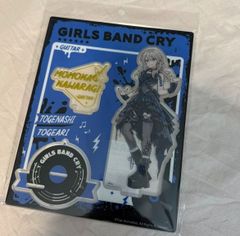 GIRLS BAND CRY
GUITAR
MOMOKA
KAWARAGI
TOGENASHI
TOGEARI
GIRLS BAND CRY